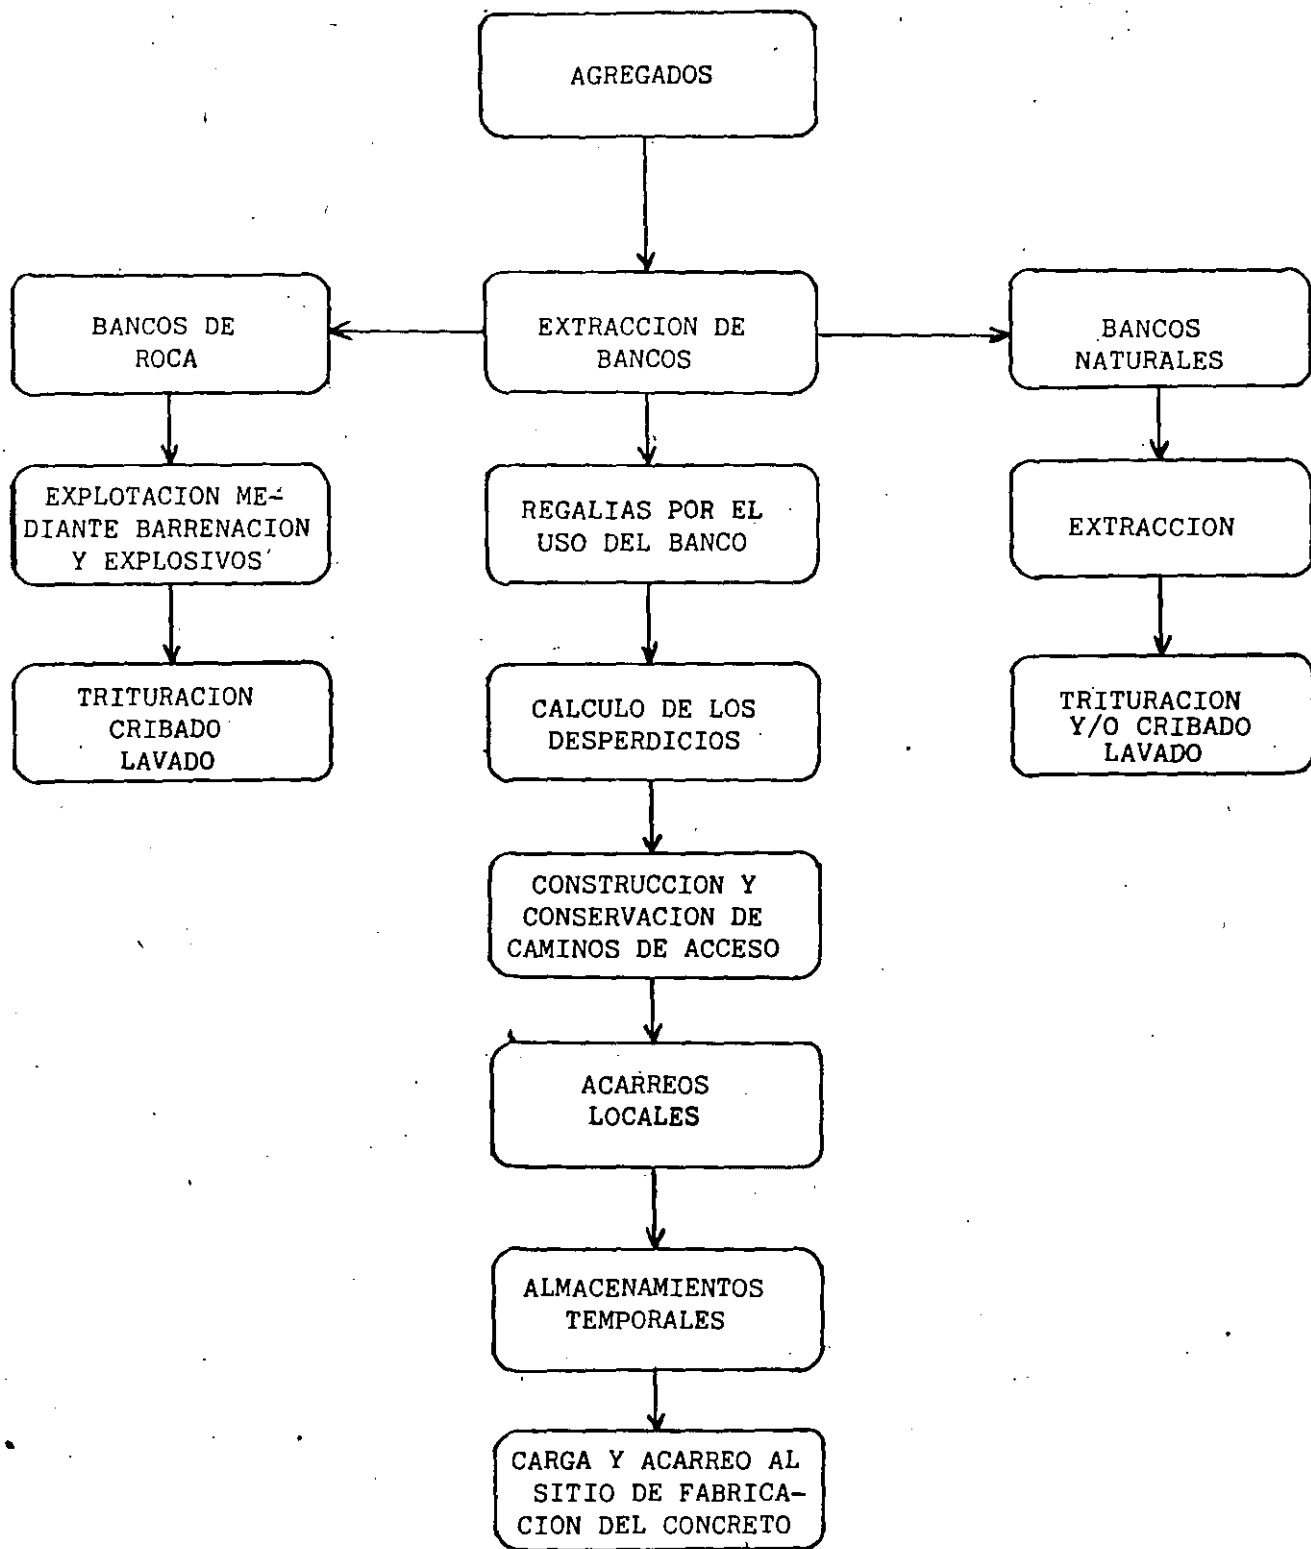 AGREGADOS
BANCOS DE
ROCA
EXTRACCION DE
BANCOS
BANCOS
NATURALES
EXPLOTACION ME-
DIANTE BARRENACION
Y EXPLOSIVOS
REGALIAS POR EL
USO DEL BANCO
EXTRACCION
TRITURACION
CRIBADO
LAVADO
CALCULO DE LOS
DESPERDICIOS
TRITURACION
Y/O CRIBADO
LAVADO
CONSTRUCCION Y
CONSERVACION DE
CAMINOS DE ACCESO
ACARREOS
LOCALES
ALMACENAMIENTOS
TEMPORALES
CARGA Y ACARREO AL
SITIO DE FABRICA-
CION DEL CONCRETO